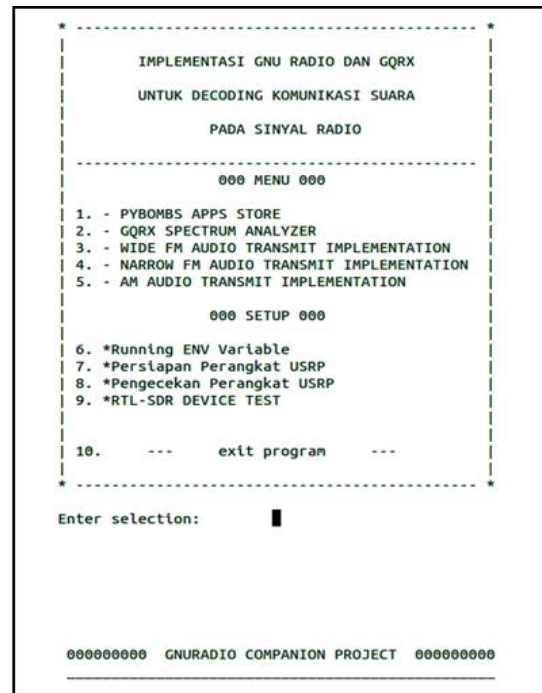 * ---------------------------------------------- *
IMPLEMENTASI GNU RADIO DAN GQRX
UNTUK DECODING KOMUNIKASI SUARA
PADA SINYAL RADIO
----------------------------------------------
000 MENU 000
1. - PYBOMBS APPS STORE
2. - GQRX SPECTRUM ANALYZER
3. - WIDE FM AUDIO TRANSMIT IMPLEMENTATION
4. - NARROW FM AUDIO TRANSMIT IMPLEMENTATION
5. - AM AUDIO TRANSMIT IMPLEMENTATION
000 SETUP 000
6. *Running ENV Variable
7. *Persiapan Perangkat USRP
8. *Pengecekan Perangkat USRP
9. *RTL-SDR DEVICE TEST
10. --- exit program ---
* ---------------------------------------------- *
Enter selection:
000000000 GNURADIO COMPANION PROJECT 000000000